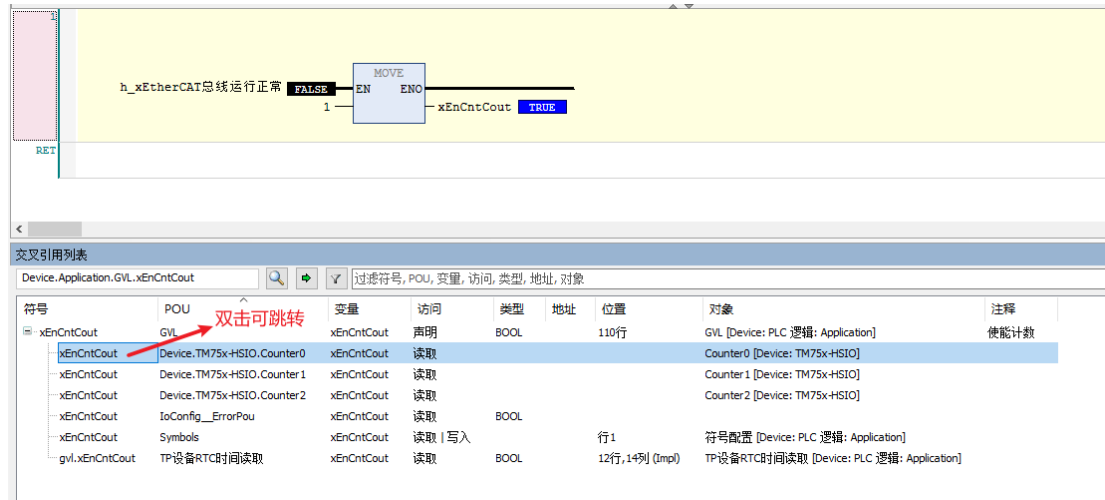 1
MOVE
h_xEtherCAT总线运行正常 FALSE EN ENO
1 xEnCntCout TRUE
RET
交叉引用列表
Device.Application.GVL.xEnCntCout 过滤符号, POU, 变量, 访问, 类型, 地址, 对象
符号 POU 变量 访问 类型 地址 位置 对象 注释
双击可跳转
xEnCntCout GVL xEnCntCout 声明 BOOL 110行 GVL [Device: PLC 逻辑: Application] 使能计数
xEnCntCout Device.TM75x-HSIO.Counter0 xEnCntCout 读取 Counter0 [Device: TM75x-HSIO]
xEnCntCout Device.TM75x-HSIO.Counter1 xEnCntCout 读取 Counter1 [Device: TM75x-HSIO]
xEnCntCout Device.TM75x-HSIO.Counter2 xEnCntCout 读取 Counter2 [Device: TM75x-HSIO]
xEnCntCout IoConfig__ErrorPou xEnCntCout 读取 BOOL
xEnCntCout Symbols xEnCntCout 读取 | 写入 行1 符号配置 [Device: PLC 逻辑: Application]
gvl.xEnCntCout TP设备RTC时间读取 xEnCntCout 读取 BOOL 12行,14列 (Impl) TP设备RTC时间读取 [Device: PLC 逻辑: Application]